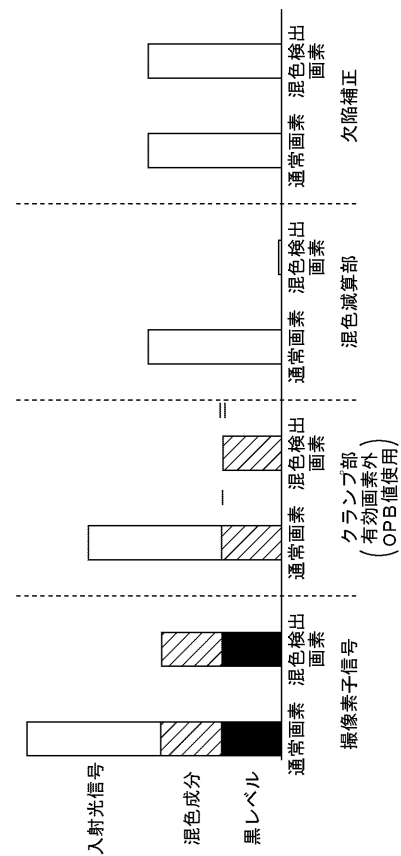 入射光信号
混色成分
黒レベル
通常画素
混色検出
画素
撮像素子信号
通常画素
混色検出
画素
クランプ部
(有効画素外
OPB値使用)
通常画素
混色検出
画素
混色減算部
通常画素
混色検出
画素
欠陥補正